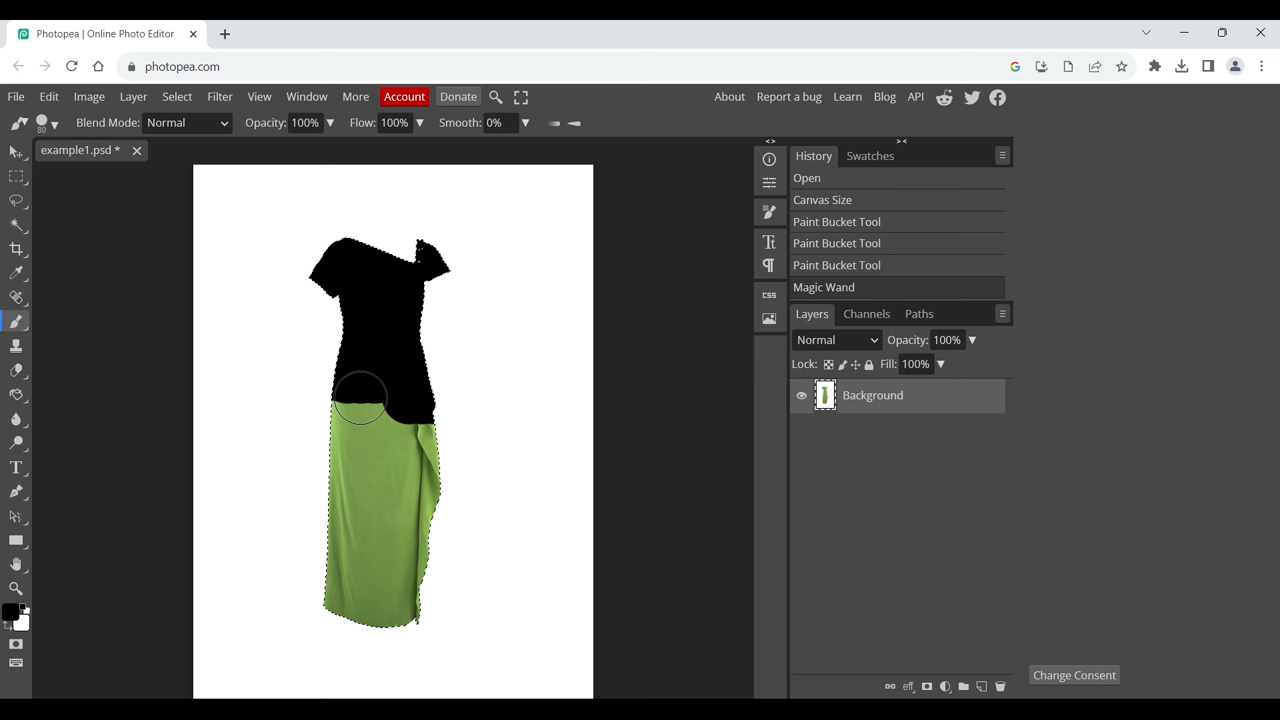 Photopea | Online Photo Editor
photopea.com
File Edit Image Layer Select Filter View Window More Account Donate About Report a bug Learn Blog API
80 Blend Mode: Normal Opacity: 100% Flow: 100% Smooth: 0%
example1.psd *
<> ><
History Swatches
Open
Canvas Size
Paint Bucket Tool
Paint Bucket Tool
Paint Bucket Tool
Magic Wand
CSS
Layers Channels Paths
Normal Opacity: 100%
Lock: Fill: 100%
Background
Change Consent
eff